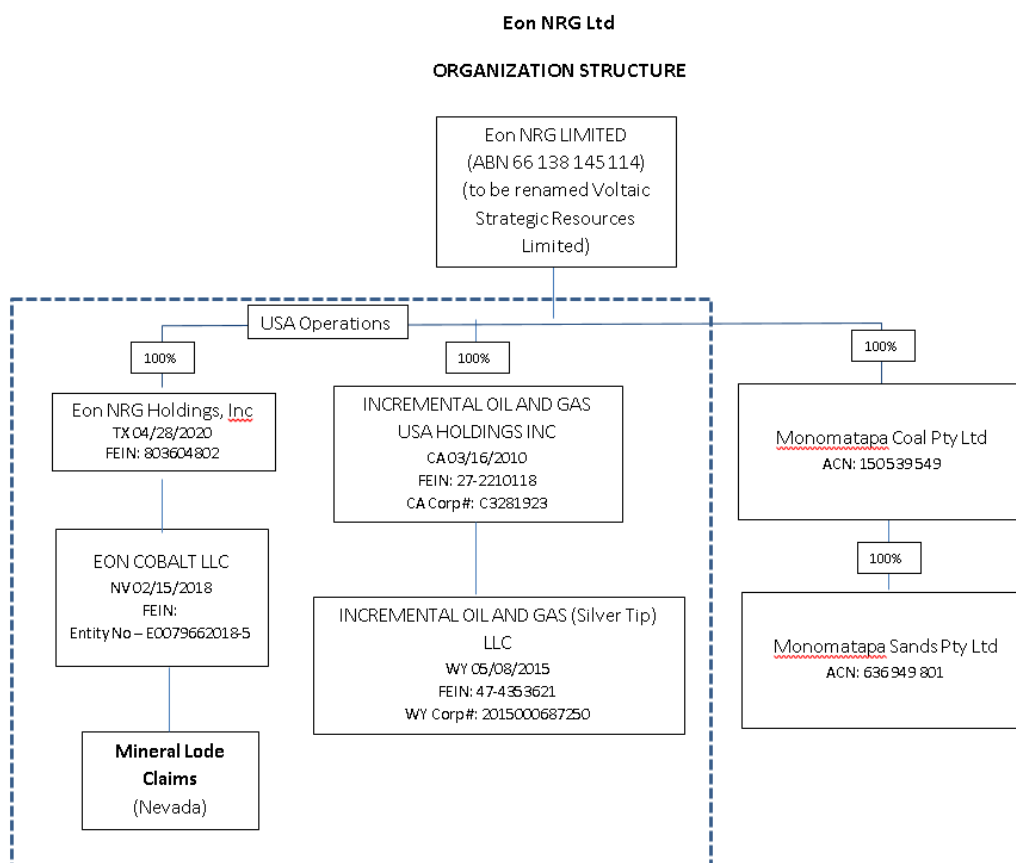 Eon NRG Ltd
ORGANIZATION STRUCTURE
Eon NRG LIMITED
(ABN 66 138 145 114)
(to be renamed Voltaic
Strategic Resources
Limited)
USA Operations
100%
100%
100%
Eon NRG Holdings, Inc
TX 04/28/2020
FEIN: 803604802
INCREMENTAL OIL AND GAS
USA HOLDINGS INC
CA 03/16/2010
FEIN: 27-2210118
CA Corp#: C3281923
Monomatapa Coal Pty Ltd
ACN: 150539549
100%
EON COBALT LLC
NV 02/15/2018
FEIN:
Entity No – E0079662018-5
INCREMENTAL OIL AND GAS (Silver Tip)
LLC
WY 05/08/2015
FEIN: 47-4353621
WY Corp#: 2015000687250
Monomatapa Sands Pty Ltd
ACN: 636 949 801
Mineral Lode
Claims
(Nevada)